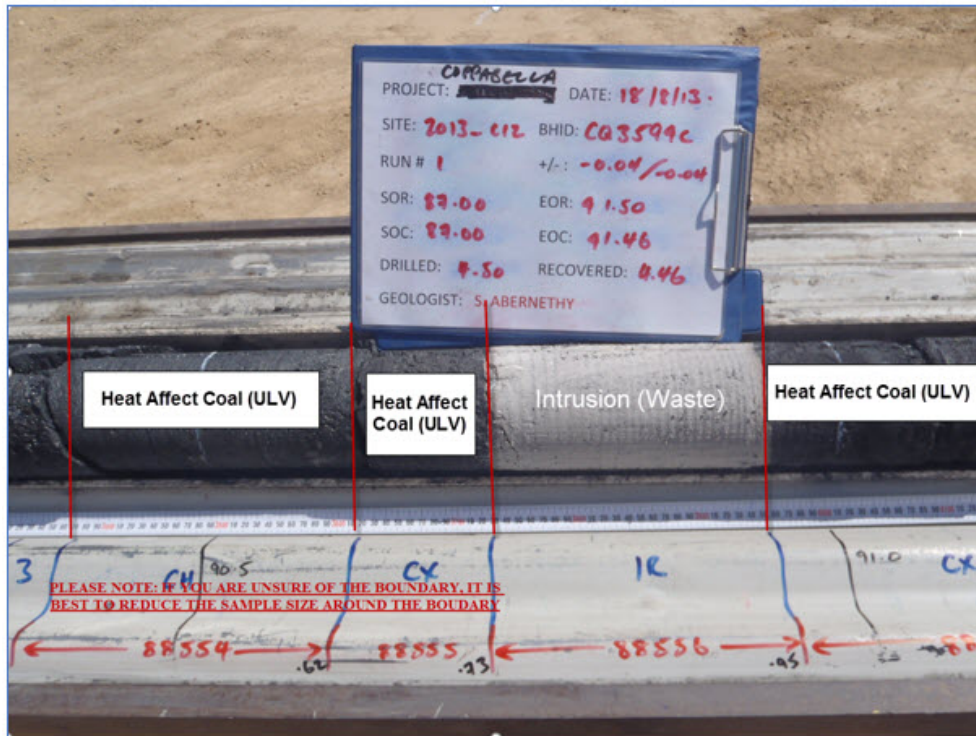 COPPABELLA
PROJECT: DATE: 18/8/13.
SITE: 2013_C12 BHID: CQ3599C
RUN # 1 +/-: -0.04/-0.04
SOR: 87.00 EOR: 91.50
SOC: 87.00 EOC: 91.46
DRILLED: 4.50 RECOVERED: 4.46
GEOLOGIST: S. ABERNETHY
Heat Affect Coal (ULV)
Heat Affect
Coal (ULV)
Intrusion (Waste)
Heat Affect Coal (ULV)
3 CH 90.5 CX IR 91.0 CX
PLEASE NOTE: IF YOU ARE UNSURE OF THE BOUNDARY, IT IS
BEST TO REDUCE THE SAMPLE SIZE AROUND THE BOUDARY
88554 .62 88555 .73 88556 .95 88